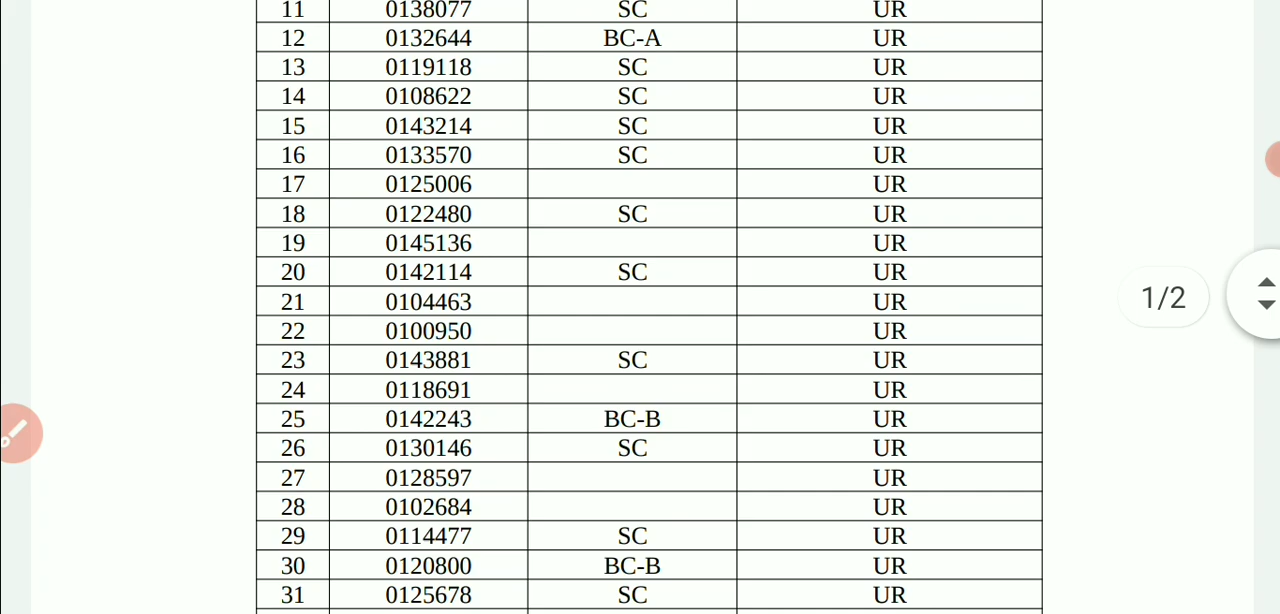 11 0138077 SC UR
12 0132644 BC-A UR
13 0119118 SC UR
14 0108622 SC UR
15 0143214 SC UR
16 0133570 SC UR
17 0125006 UR
18 0122480 SC UR
19 0145136 UR
20 0142114 SC UR
21 0104463 UR
22 0100950 UR
23 0143881 SC UR
24 0118691 UR
25 0142243 BC-B UR
26 0130146 SC UR
27 0128597 UR
28 0102684 UR
29 0114477 SC UR
30 0120800 BC-B UR
31 0125678 SC UR
1/2